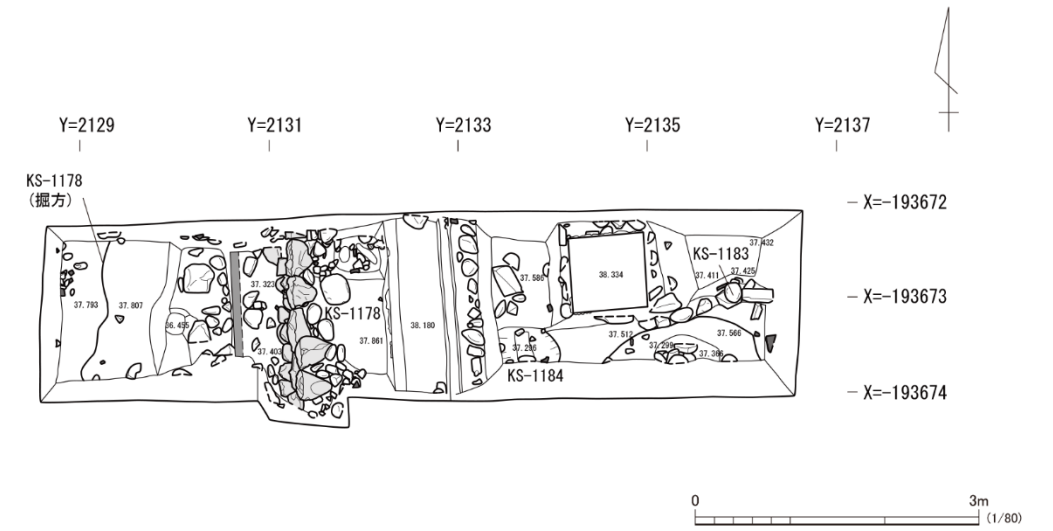 Y=2129
Y=2131
Y=2133
Y=2135
Y=2137
KS-1178
(掘方)
X=-193672
37.432
KS-1183
37.586
38.334
37.411
37.425
37.323
37.793
37.807
X=-193673
KS-1178
36.455
38.180
37.512
37.566
37.403
37.861
37.206
37.299
37.366
KS-1184
X=-193674
0
3m
(1/80)